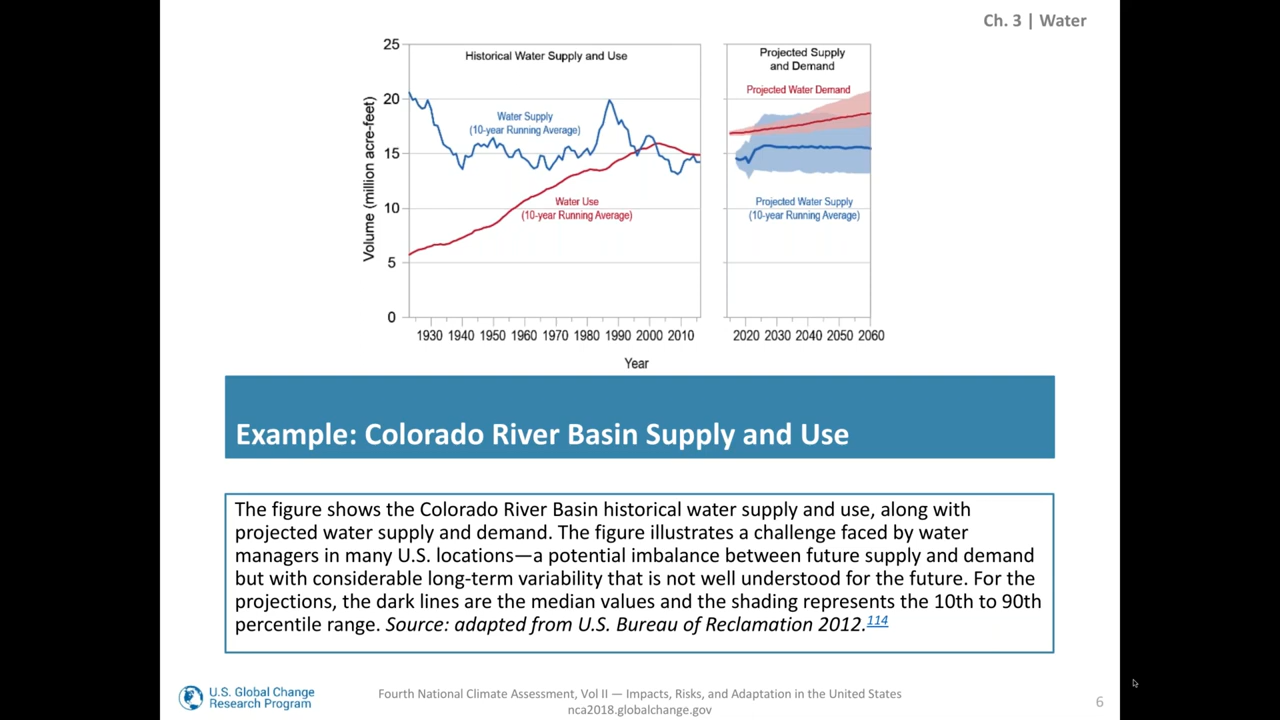 Ch. 3 | Water
Historical Water Supply and Use
Projected Supply
and Demand
Projected Water Demand
Water Supply
(10-year Running Average)
Water Use
(10-year Running Average)
Projected Water Supply
(10-year Running Average)
Volume (million acre-feet)
25
20
15
10
5
0
1930 1940 1950 1960 1970 1980 1990 2000 2010
2020 2030 2040 2050 2060
Year
Example: Colorado River Basin Supply and Use
The figure shows the Colorado River Basin historical water supply and use, along with
projected water supply and demand. The figure illustrates a challenge faced by water
managers in many U.S. locations—a potential imbalance between future supply and demand
but with considerable long-term variability that is not well understood for the future. For the
projections, the dark lines are the median values and the shading represents the 10th to 90th
percentile range. Source: adapted from U.S. Bureau of Reclamation 2012.114
U.S. Global Change
Research Program
Fourth National Climate Assessment, Vol II — Impacts, Risks, and Adaptation in the United States
nca2018.globalchange.gov
6